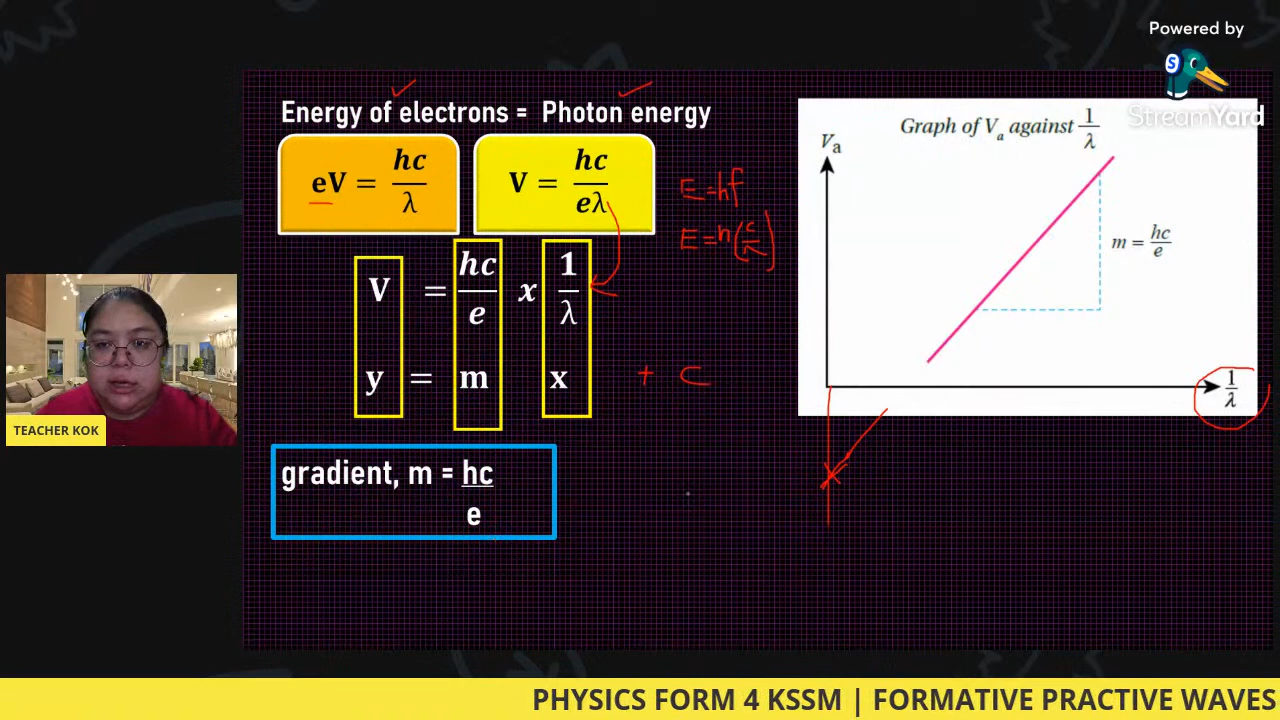 Powered by
StreamYard
Energy of electrons = Photon energy
eV = hc/λ
V = hc/eλ
E = hf
E = h(c/λ)
V = hc/e x 1/λ
y = m x + c
gradient, m = hc/e
Graph of Va against 1/λ
Va
m = hc/e
1/λ
TEACHER KOK
PHYSICS FORM 4 KSSM | FORMATIVE PRACTIVE WAVES